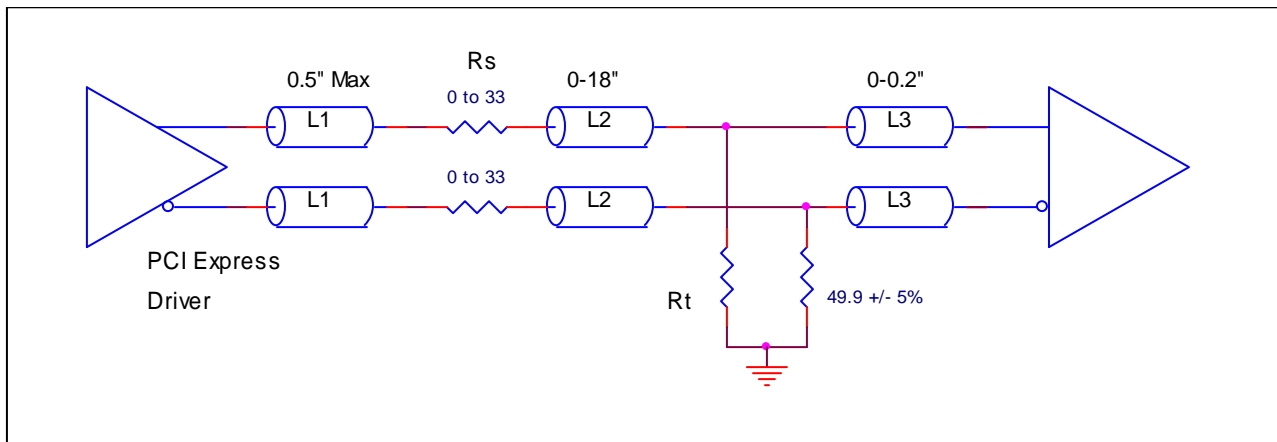 Rs
0.5" Max
0-18"
0-0.2"
0 to 33
L1
L2
L3
0 to 33
L1
L2
L3
PCI Express
Driver
Rt
49.9 +/- 5%